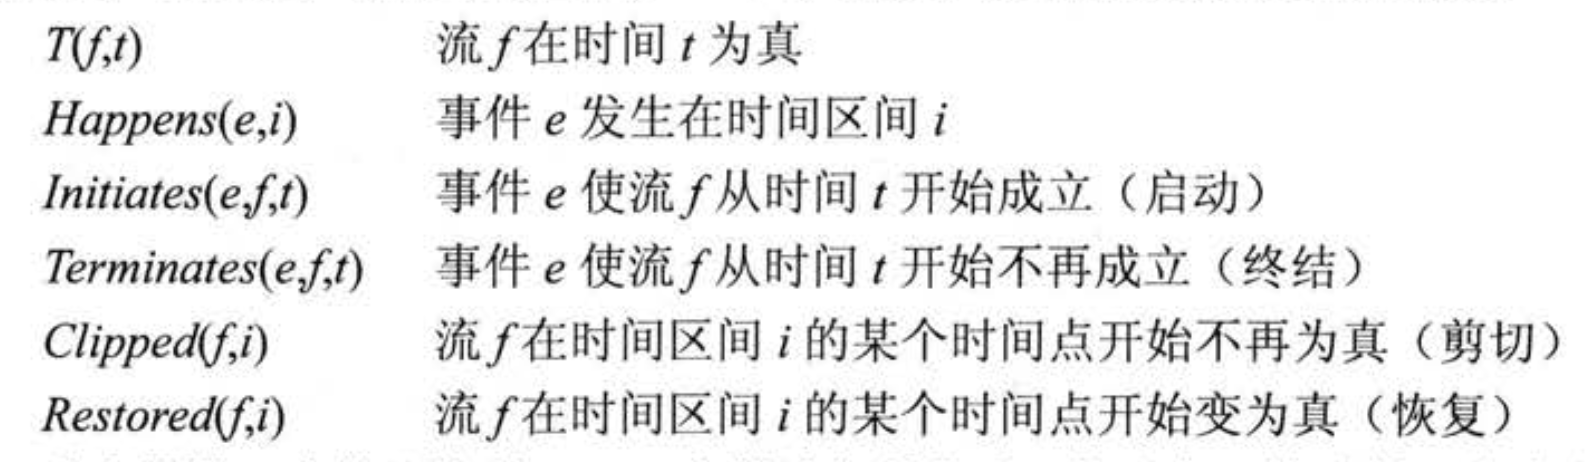 T(f,t) 流 f 在时间 t 为真
Happens(e,i) 事件 e 发生在时间区间 i
Initiates(e,f,t) 事件 e 使流 f 从时间 t 开始成立（启动）
Terminates(e,f,t) 事件 e 使流 f 从时间 t 开始不再成立（终结）
Clipped(f,i) 流 f 在时间区间 i 的某个时间点开始不再为真（剪切）
Restored(f,i) 流 f 在时间区间 i 的某个时间点开始变为真（恢复）